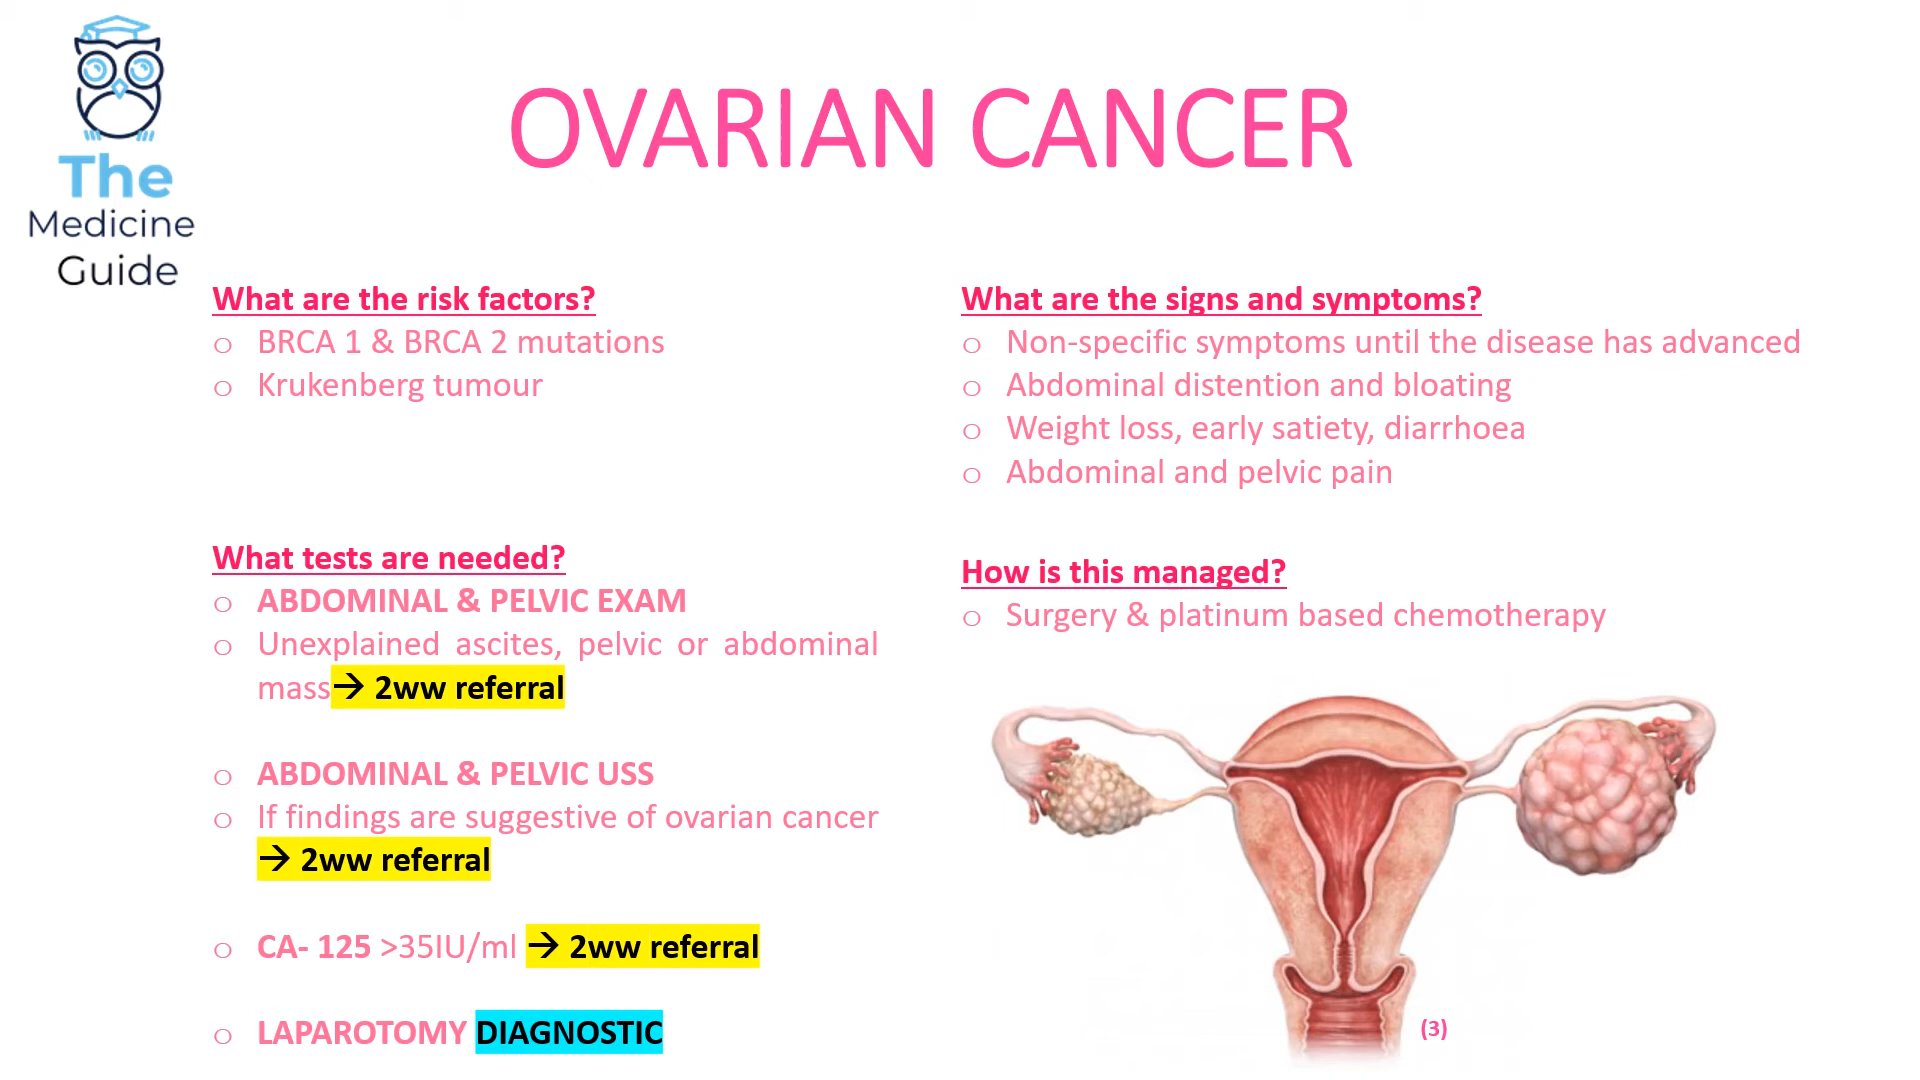 The
Medicine
Guide
OVARIAN CANCER
What are the risk factors?
o BRCA 1 & BRCA 2 mutations
o Krukenberg tumour
What tests are needed?
o ABDOMINAL & PELVIC EXAM
o Unexplained ascites, pelvic or abdominal
mass→ 2ww referral
o ABDOMINAL & PELVIC USS
o If findings are suggestive of ovarian cancer
→ 2ww referral
o CA- 125 >35IU/ml → 2ww referral
o LAPAROTOMY DIAGNOSTIC
What are the signs and symptoms?
o Non-specific symptoms until the disease has advanced
o Abdominal distention and bloating
o Weight loss, early satiety, diarrhoea
o Abdominal and pelvic pain
How is this managed?
o Surgery & platinum based chemotherapy
(3)